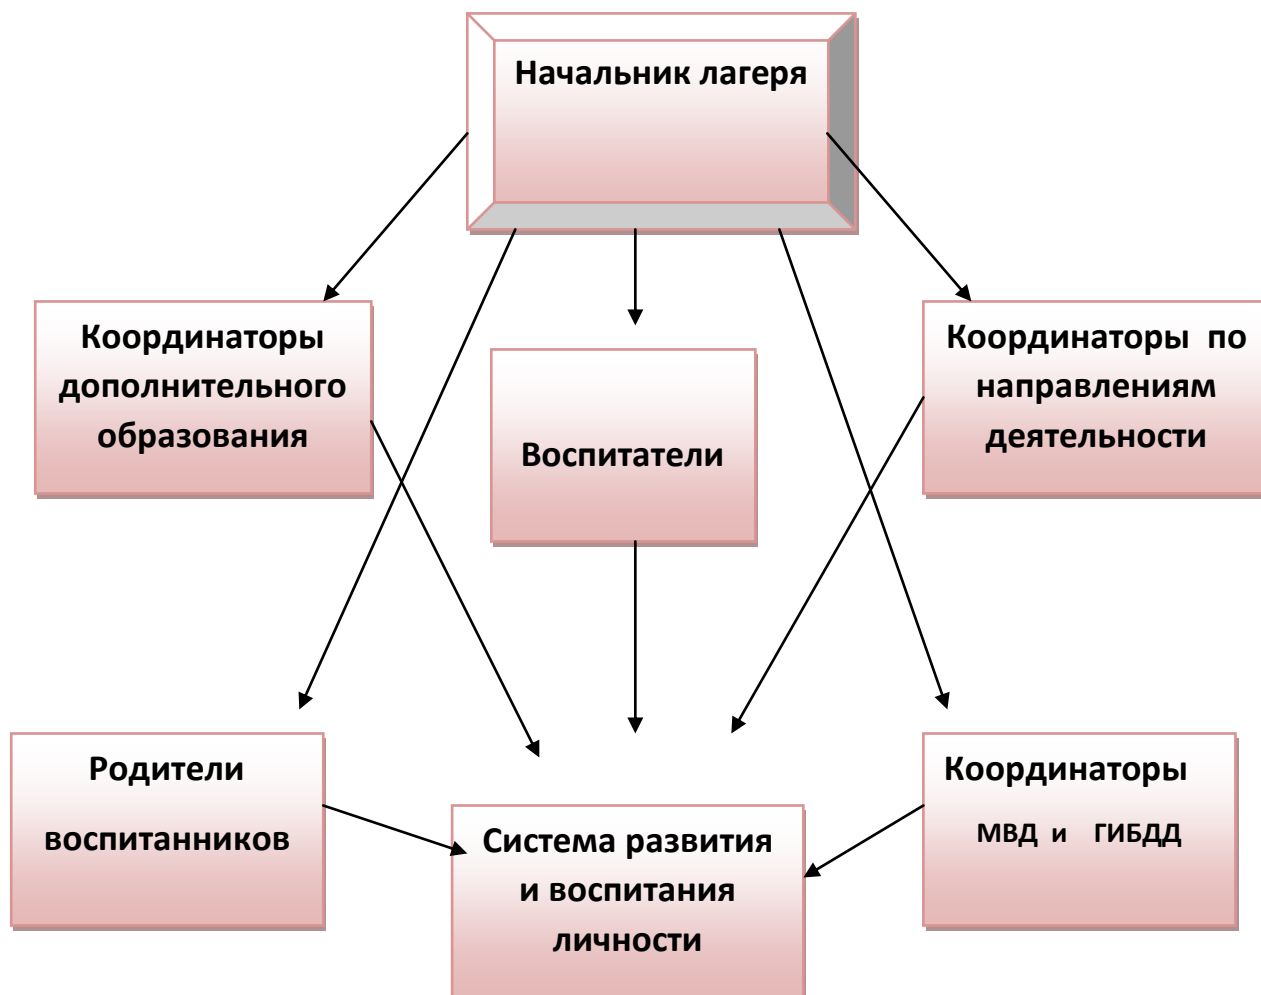 Начальник лагеря
Координаторы
дополнительного
образования
Воспитатели
Координаторы по
направлениям
деятельности
Родители
воспитанников
Система развития
и воспитания
личности
Координаторы
МВД и ГИБДД